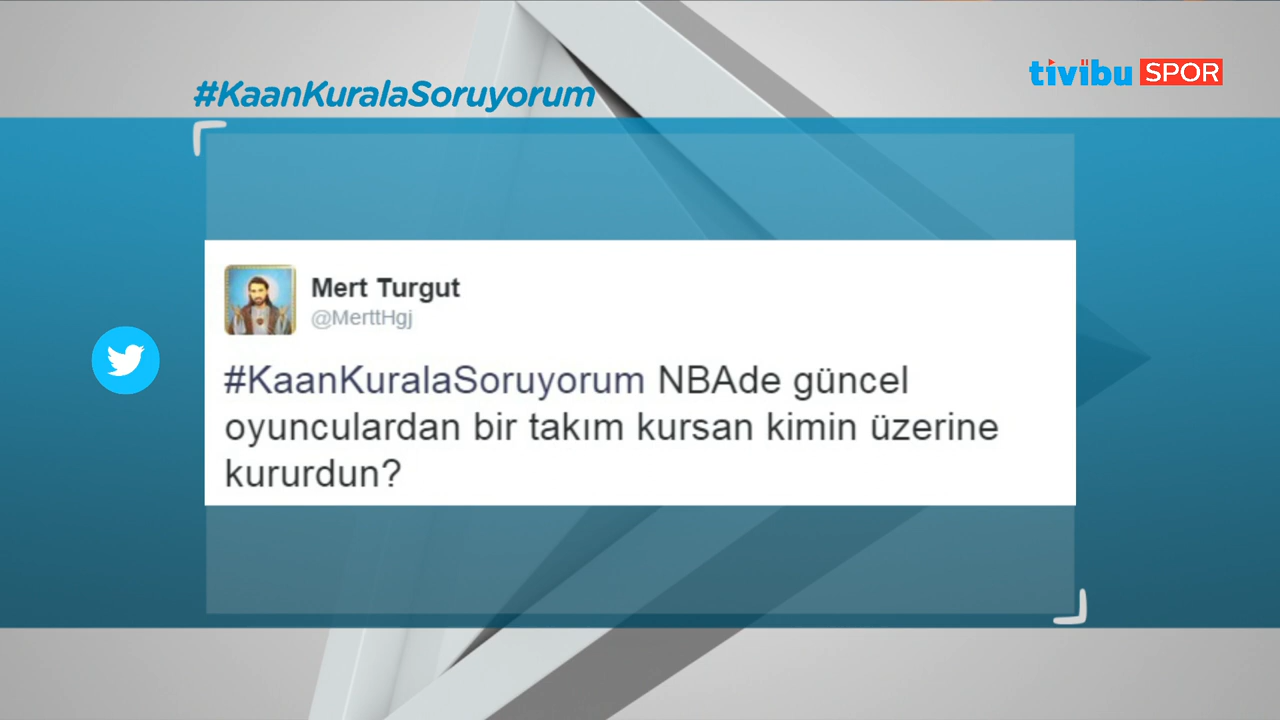 #KaanKuralaSoruyorum
tivibu SPOR
Mert Turgut
@MerttHgj
#KaanKuralaSoruyorum NBAde güncel
oyunculardan bir takım kursan kimin üzerine
kururdun?